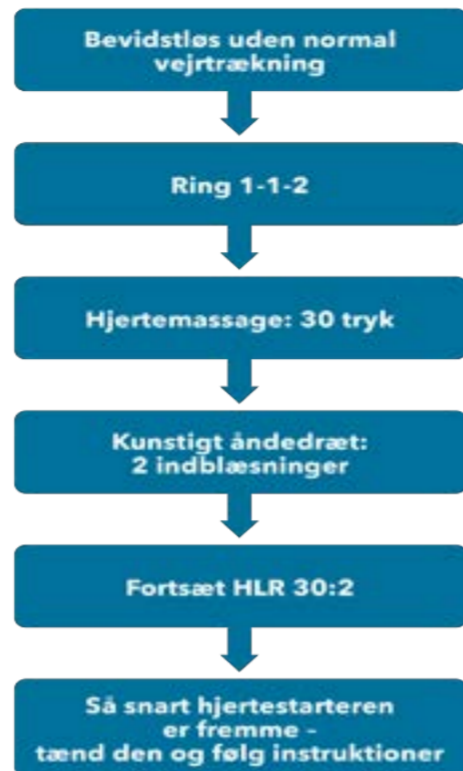 Bevidstløs uden normal
vejrtrækning
Ring 1-1-2
Hjertemassage: 30 tryk
Kunstigt åndedræt:
2 indblæsninger
Fortsæt HLR 30:2
Så snart hjertestarteren
er fremme –
tænd den og følg instruktioner